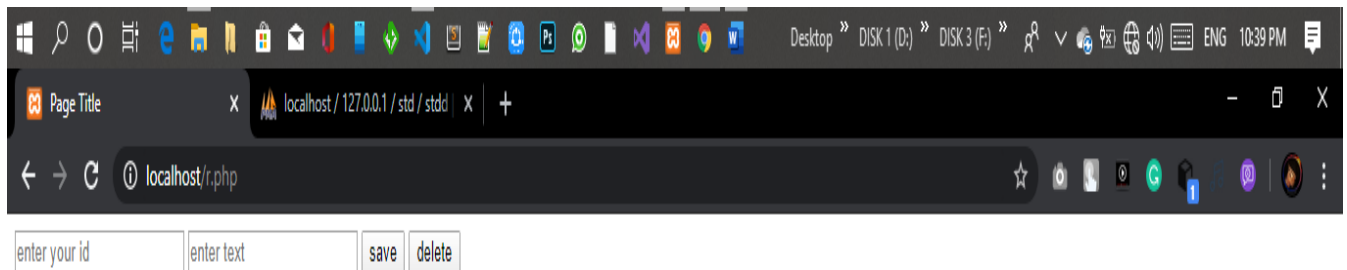 Desktop » DISK 1 (D:) » DISK 3 (F:) » ENG 10:39 PM
Page Title localhost / 127.0.0.1 / std / stdd |
localhost/r.php
1
enter your id enter text save delete